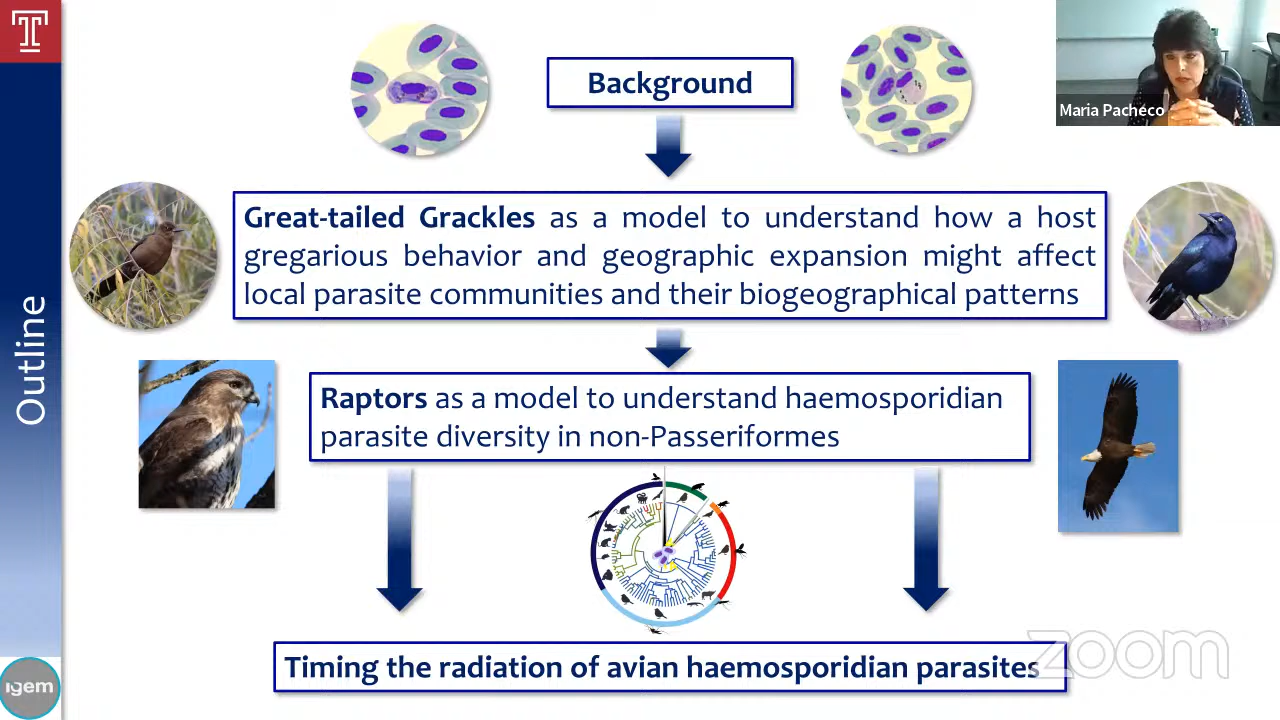 T
Background
Maria Pacheco
Great-tailed Grackles as a model to understand how a host
gregarious behavior and geographic expansion might affect
local parasite communities and their biogeographical patterns
Outline
Raptors as a model to understand haemosporidian
parasite diversity in non-Passeriformes
Timing the radiation of avian haemosporidian parasites
zoom
igem